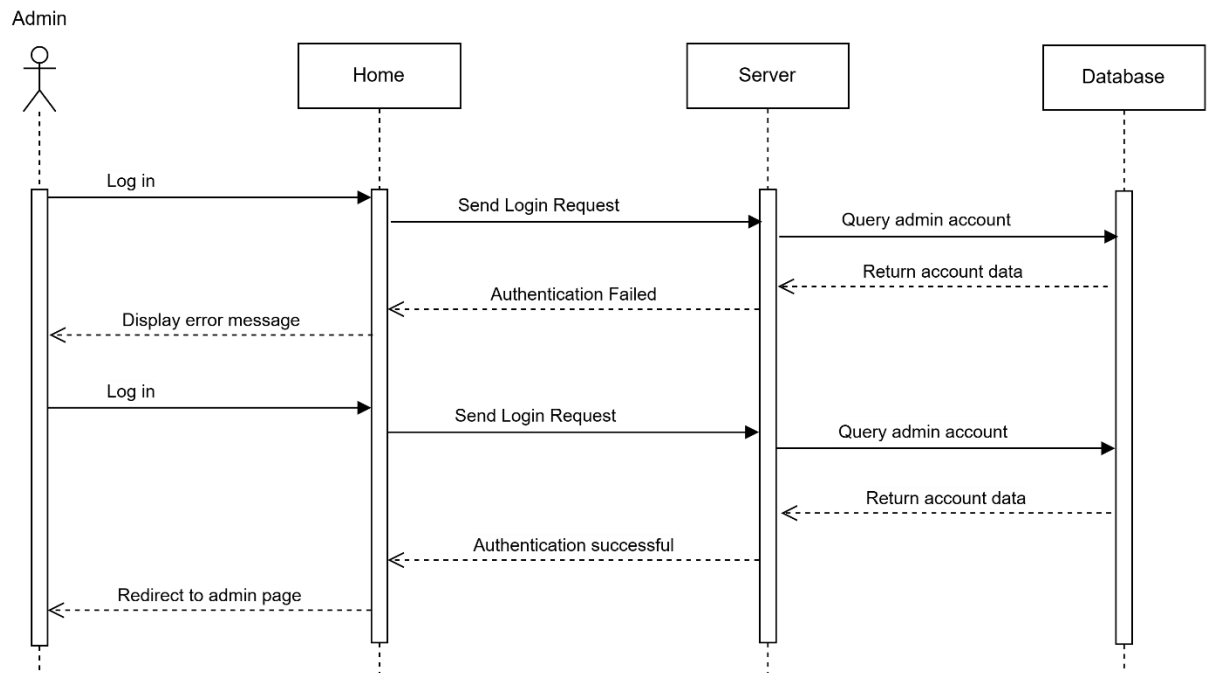 Admin
Home
Server
Database
Log in
Send Login Request
Query admin account
Return account data
Authentication Failed
Display error message
Log in
Send Login Request
Query admin account
Return account data
Authentication successful
Redirect to admin page